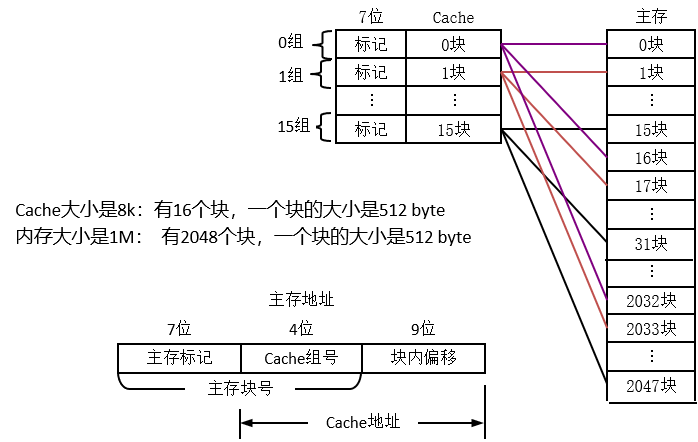 7位 Cache 主存
0组 标记 0块 0块
1组 标记 1块 1块
⋮ ⋮ ⋮
15组 标记 15块 15块
16块
17块
⋮
31块
⋮
2032块
2033块
⋮
2047块
Cache大小是8k：有16个块，一个块的大小是512 byte
内存大小是1M： 有2048个块，一个块的大小是512 byte
主存地址
7位 4位 9位
主存标记 Cache组号 块内偏移
主存块号
Cache地址